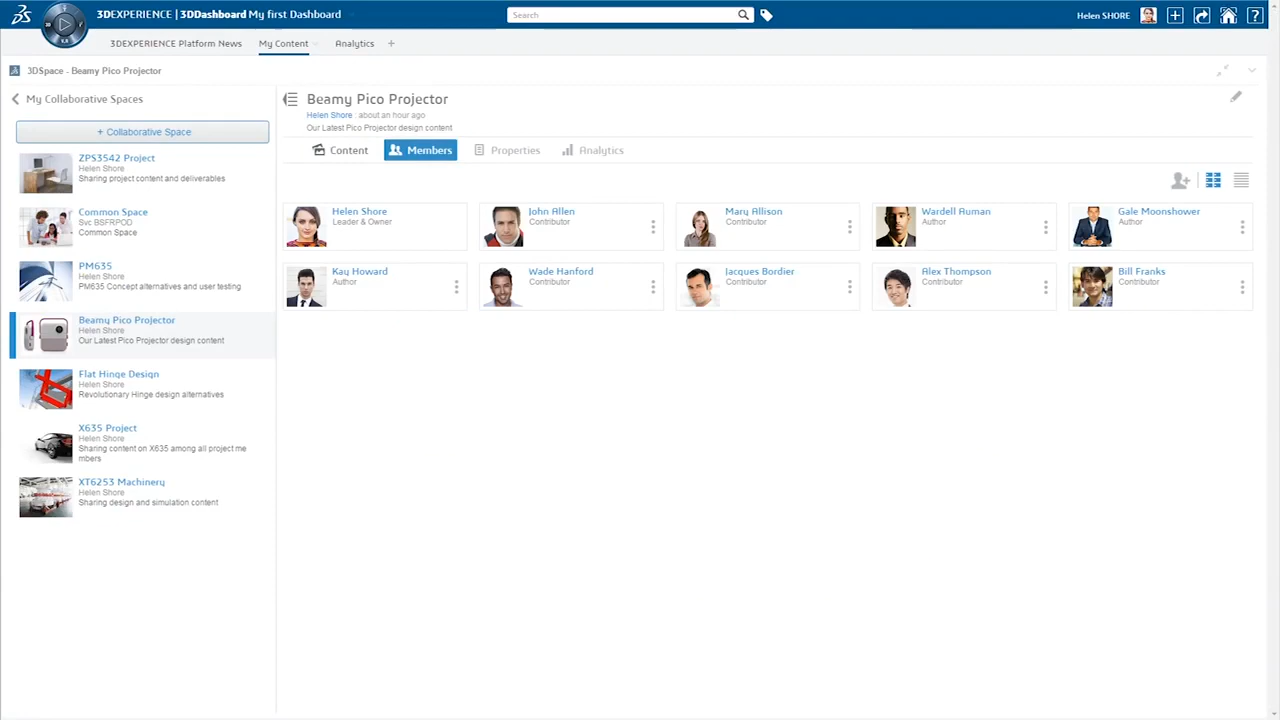 3DEXPERIENCE | 3DDashboard My first Dashboard
Search
Helen SHORE
3DEXPERIENCE Platform News
My Content
Analytics
3DSpace - Beamy Pico Projector
My Collaborative Spaces
+ Collaborative Space
ZPS3542 Project
Helen Shore
Sharing project content and deliverables
Common Space
Svc BSFRPOD
Common Space
PM635
Helen Shore
PM635 Concept alternatives and user testing
Beamy Pico Projector
Helen Shore
Our Latest Pico Projector design content
Flat Hinge Design
Helen Shore
Revolutionary Hinge design alternatives
X635 Project
Helen Shore
Sharing content on X635 among all project me
mbers
XT6253 Machinery
Helen Shore
Sharing design and simulation content
Beamy Pico Projector
Helen Shore about an hour ago
Our Latest Pico Projector design content
Content
Members
Properties
Analytics
Helen Shore
Leader & Owner
John Allen
Contributor
Mary Allison
Contributor
Wardell Auman
Author
Gale Moonshower
Author
Kay Howard
Author
Wade Hanford
Contributor
Jacques Bordier
Contributor
Alex Thompson
Contributor
Bill Franks
Contributor